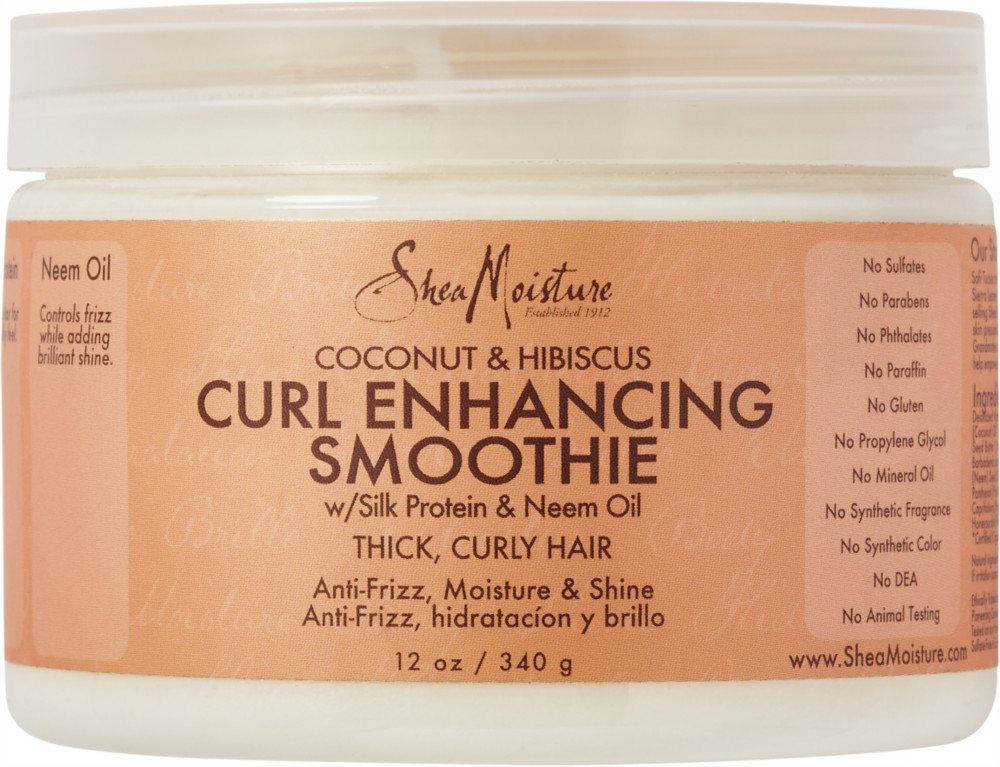 Neem Oil
Controls frizz
while adding
brilliant shine.
SheaMoisture
Established 1912
COCONUT & HIBISCUS
CURL ENHANCING
SMOOTHIE
w/Silk Protein & Neem Oil
THICK, CURLY HAIR
Anti-Frizz, Moisture & Shine
Anti-Frizz, hidratacíon y brillo
12 oz / 340 g
No Sulfates
No Parabens
No Phthalates
No Paraffin
No Gluten
No Propylene Glycol
No Mineral Oil
No Synthetic Fragrance
No Synthetic Color
No DEA
No Animal Testing
www.SheaMoisture.com
Our